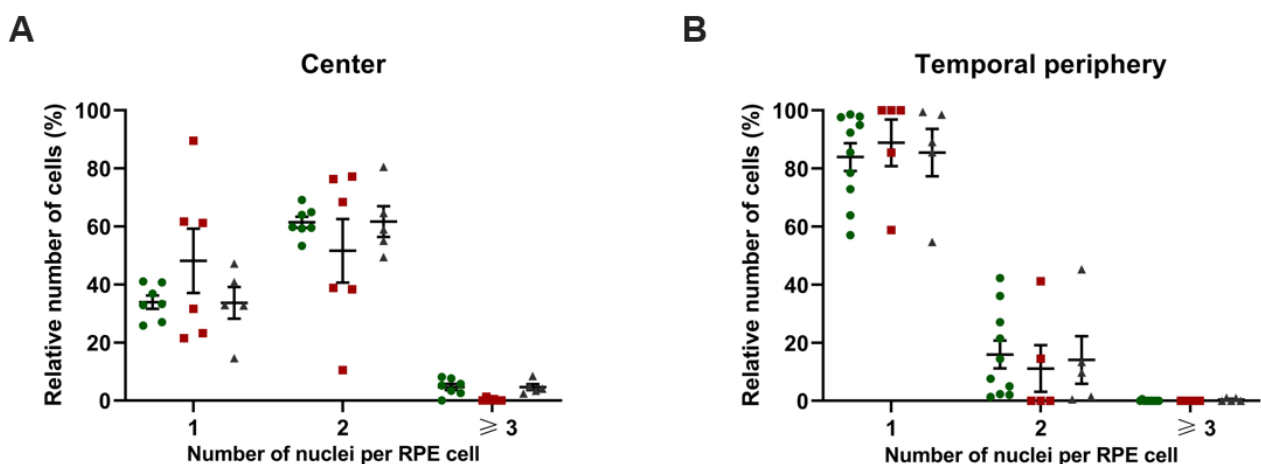 A
Center
Relative number of cells (%)
100
80
60
40
20
0
1
2
⩾ 3
Number of nuclei per RPE cell
B
Temporal periphery
Relative number of cells (%)
100
80
60
40
20
0
1
2
⩾ 3
Number of nuclei per RPE cell